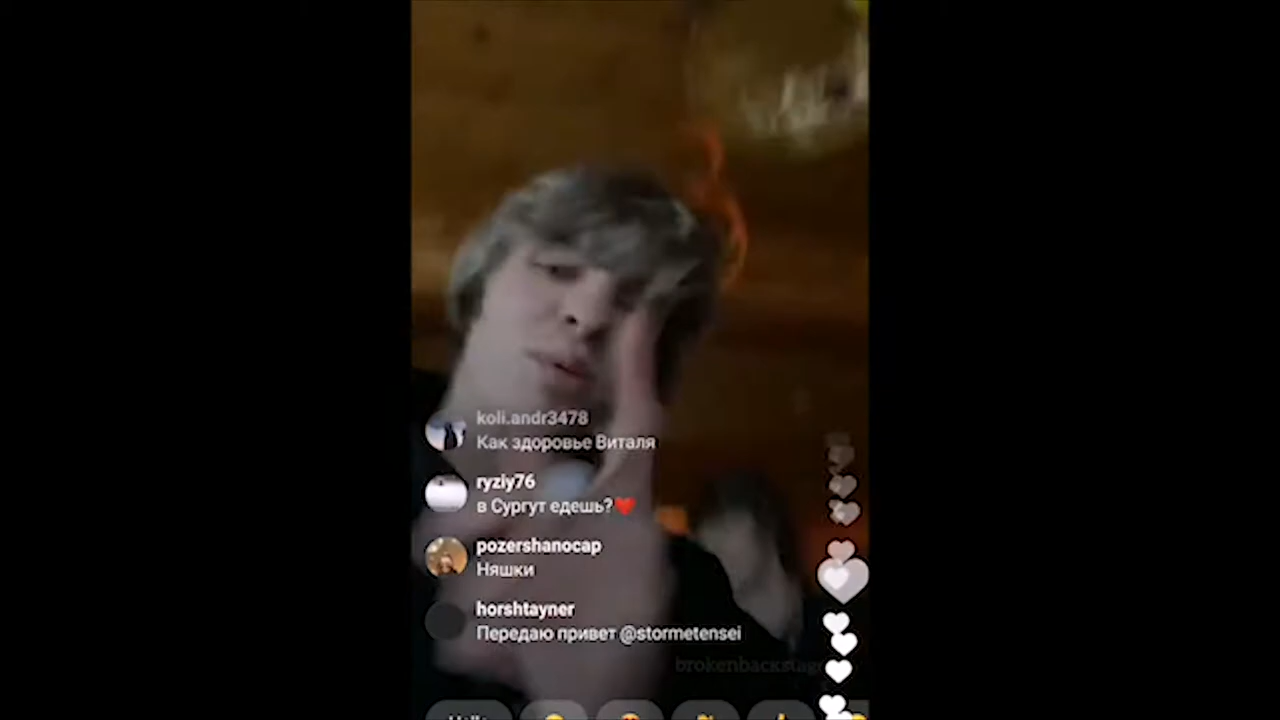 koli.andr3478
Как здоровье Виталя
ryziy76
в Сургут едешь?❤️
pozershanocap
Няшки
horshtayner
Передаю привет @stormetensei
brokenbackstage